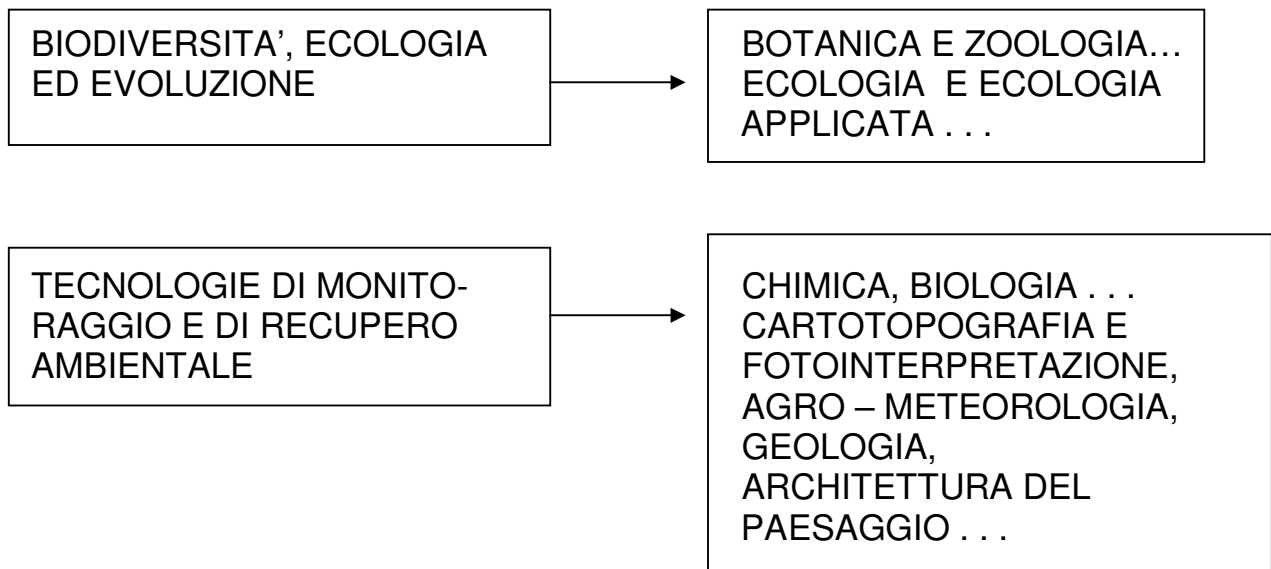 BIODIVERSITA’, ECOLOGIA
ED EVOLUZIONE
BOTANICA E ZOOLOGIA…
ECOLOGIA E ECOLOGIA
APPLICATA . . .
TECNOLOGIE DI MONITO-
RAGGIO E DI RECUPERO
AMBIENTALE
CHIMICA, BIOLOGIA . . .
CARTOTOPOGRAFIA E
FOTOINTERPRETAZIONE,
AGRO – METEOROLOGIA,
GEOLOGIA,
ARCHITETTURA DEL
PAESAGGIO . . .